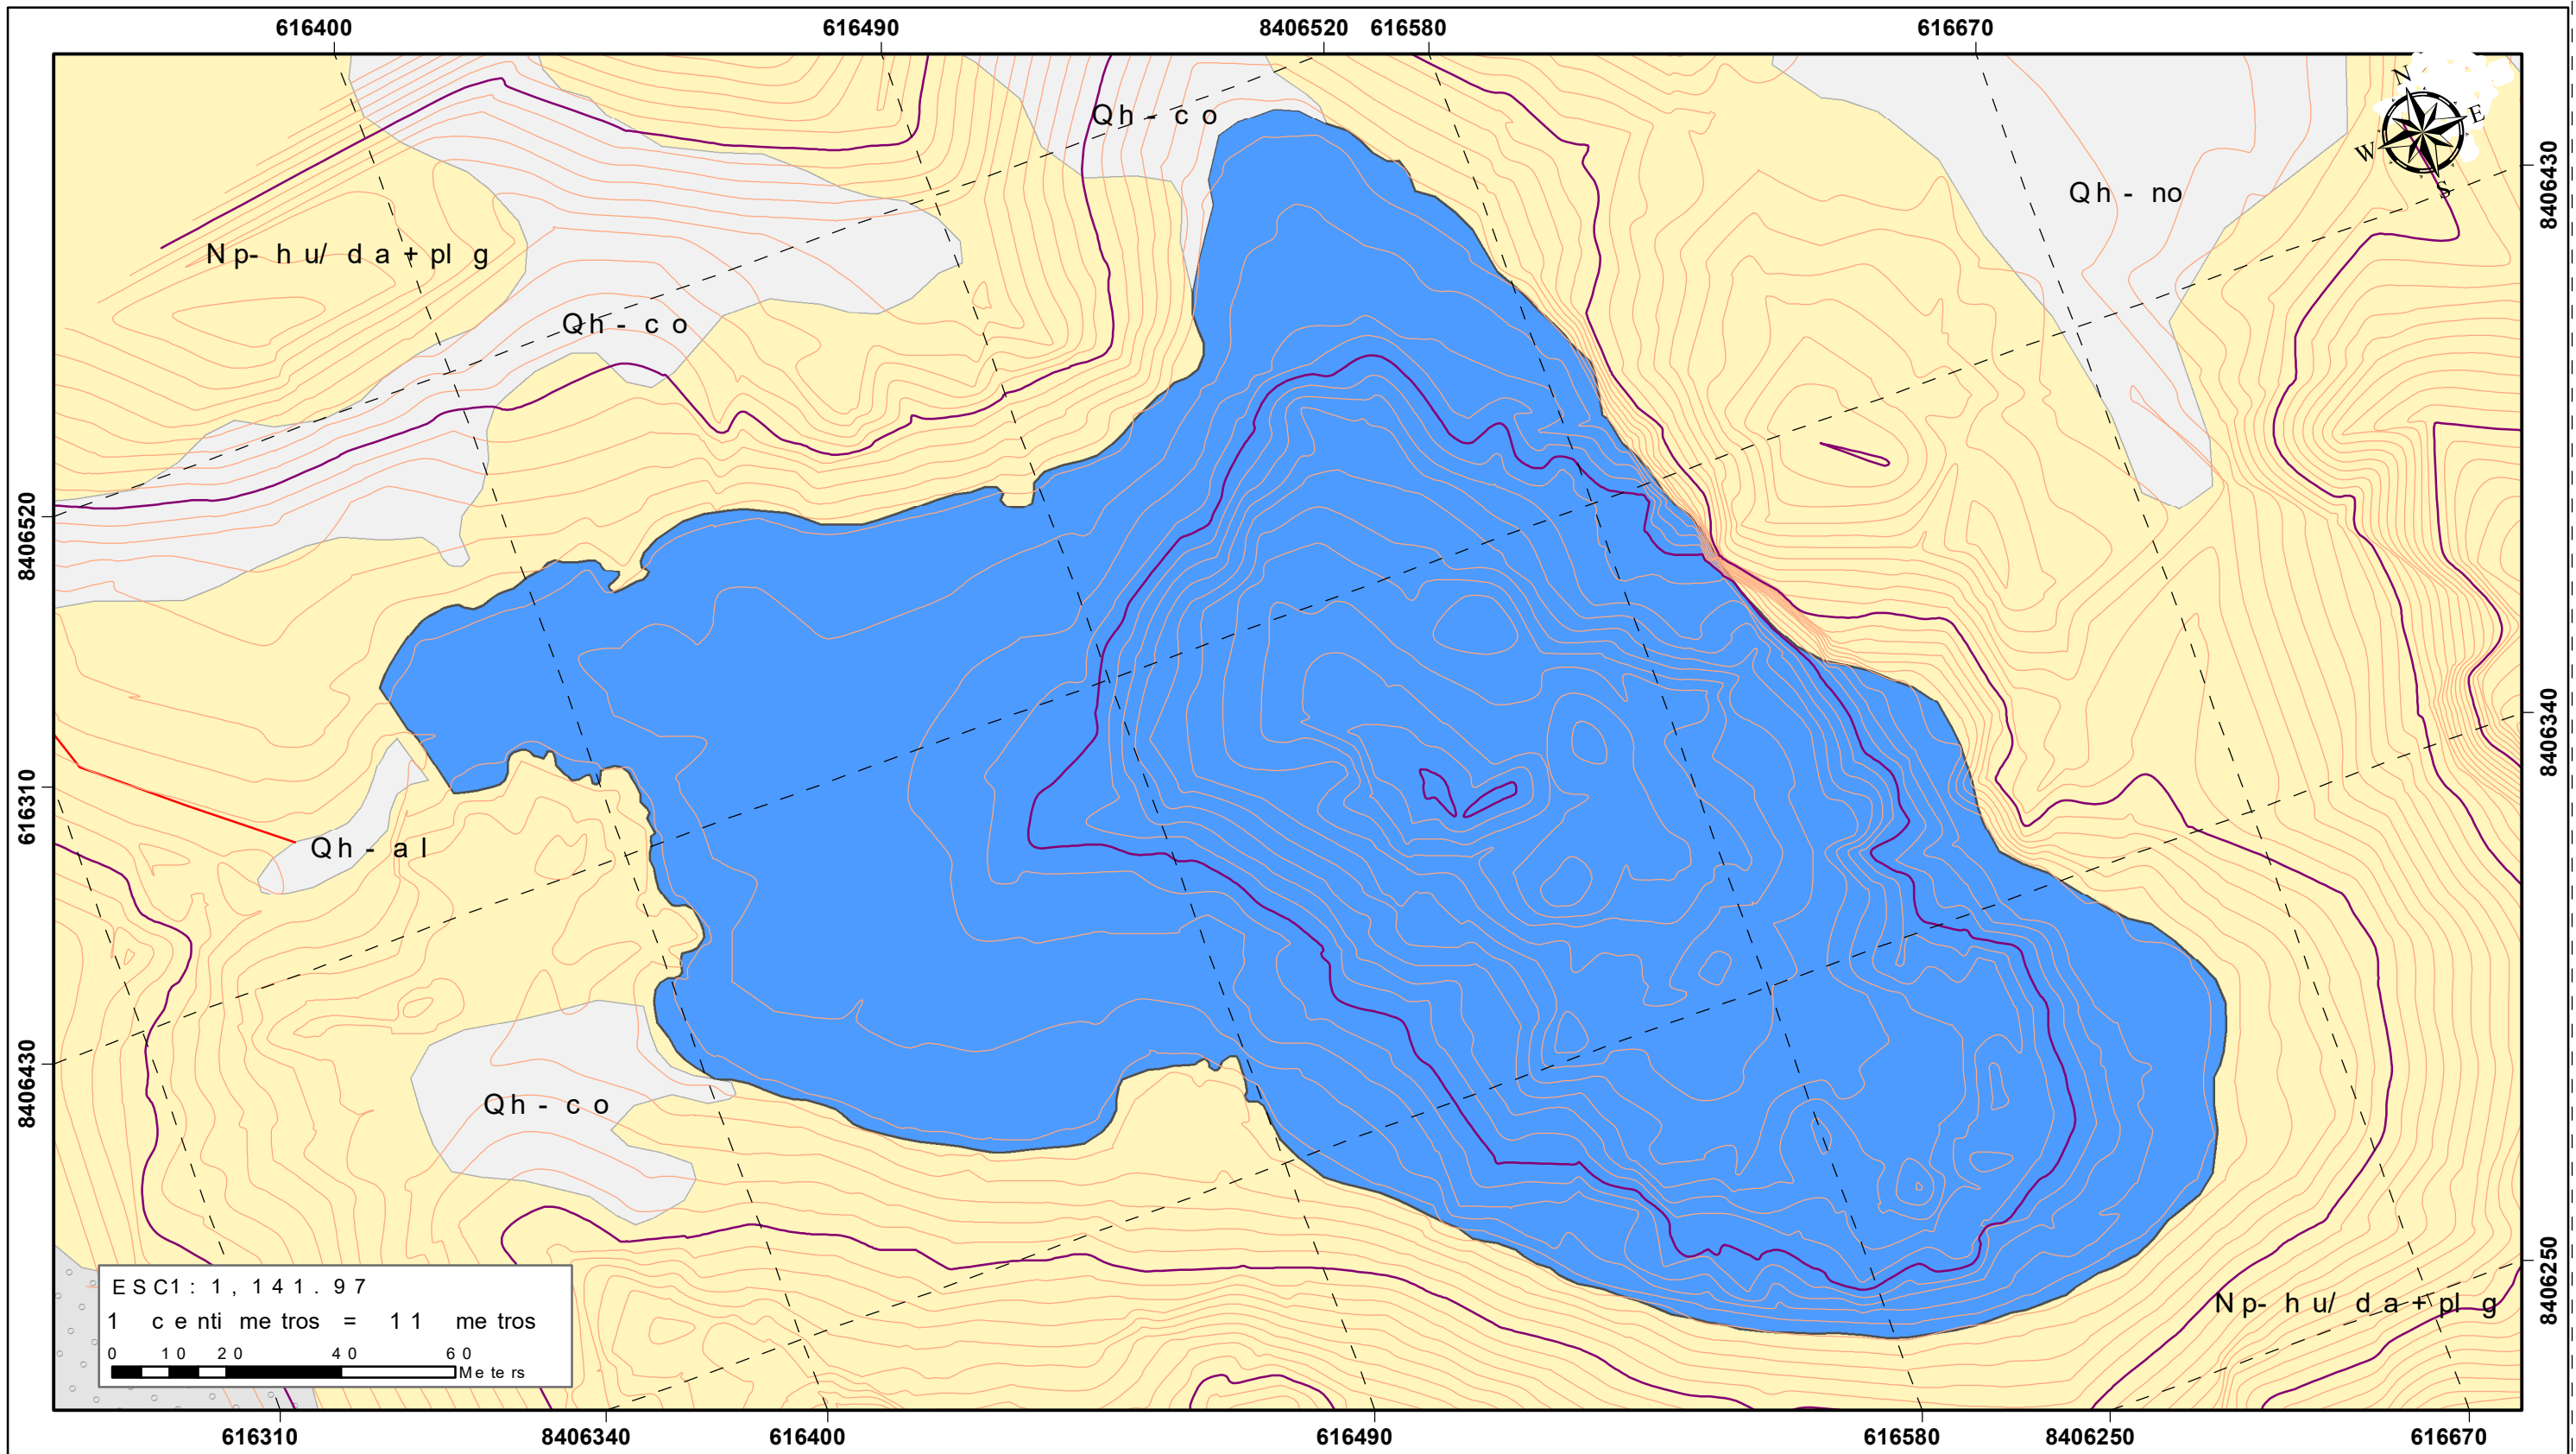 616400 616490 8406520 616580 616670
N
E
W
S
Qh-co
Qh-no
8406430
Np-hu/da+plg
Qh-co
8406520
8406340
616310
Qh-al
8406430
Qh-co
8406250
ESC1: 1,141.97
1 centimetros = 11 metros
0 10 20 40 60
Meters
Np-hu/da+plg
616310 8406340 616400 616490 616580 8406250 616670